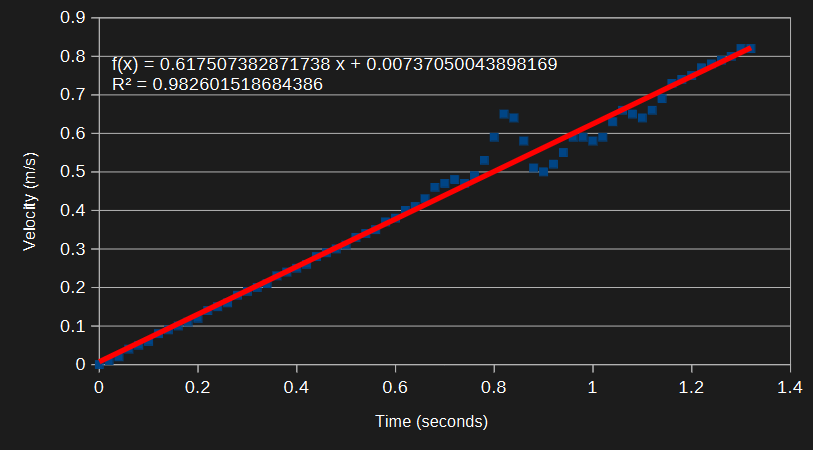 0.9
0.8
f(x) = 0.617507382871738 x + 0.00737050043898169
R² = 0.982601518684386
0.7
0.6
0.5
0.4
0.3
0.2
0.1
0
Velocity (m/s)
0 0.2 0.4 0.6 0.8 1 1.2 1.4
Time (seconds)